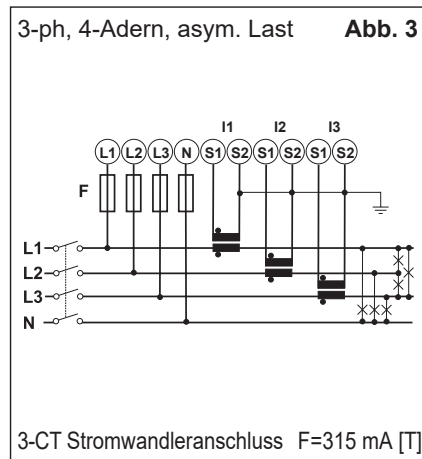 3-ph, 4-Adern, asym. Last Abb. 3
I1 I2 I3
L1 L2 L3 N S1 S2 S1 S2 S1 S2
F
L1
L2
L3
N
3-CT Stromwandleranschluss F=315 mA [T]